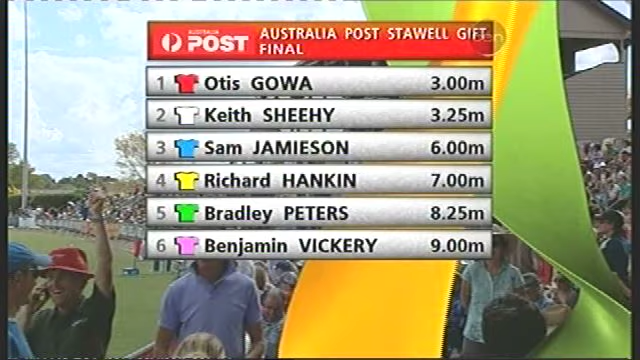 AUSTRALIA
POST
AUSTRALIA POST STAWELL GIFT
FINAL
1 Otis GOWA 3.00m
2 Keith SHEEHY 3.25m
3 Sam JAMIESON 6.00m
4 Richard HANKIN 7.00m
5 Bradley PETERS 8.25m
6 Benjamin VICKERY 9.00m